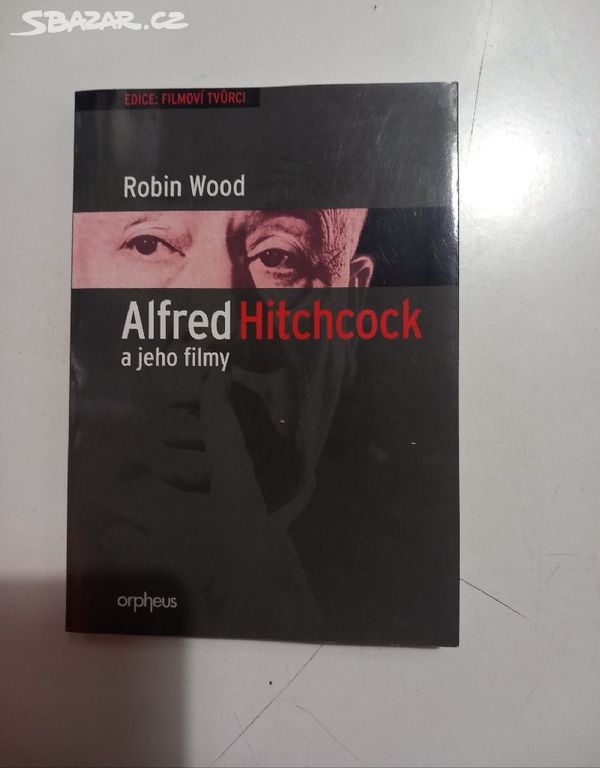 SBAZAR.CZ
EDICE: FILMOVÍ TVŮRCI
Robin Wood
Alfred Hitchcock
a jeho filmy
orpheus